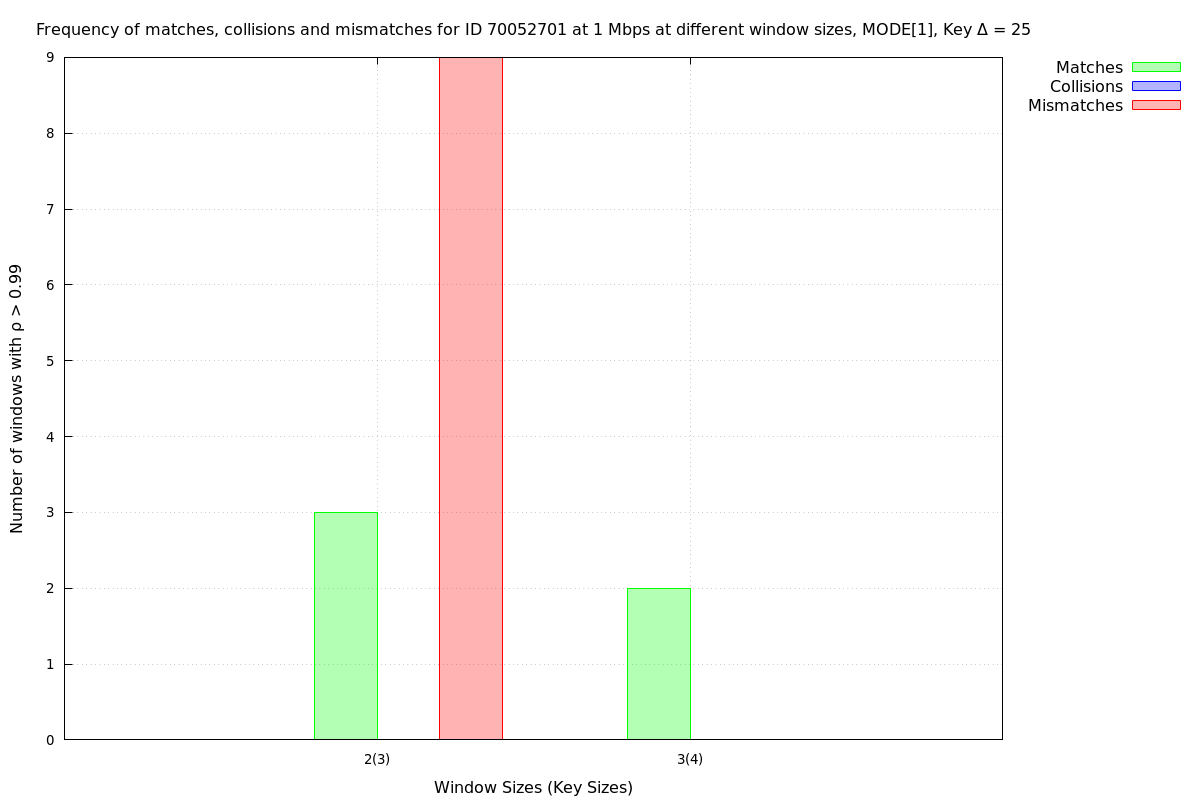 Frequency of matches, collisions and mismatches for ID 70052701 at 1 Mbps at different window sizes, MODE[1], Key Δ = 25
Matches
Collisions
Mismatches
Number of windows with ρ > 0.99
9
8
7
6
5
4
3
2
1
0
2(3)
3(4)
Window Sizes (Key Sizes)